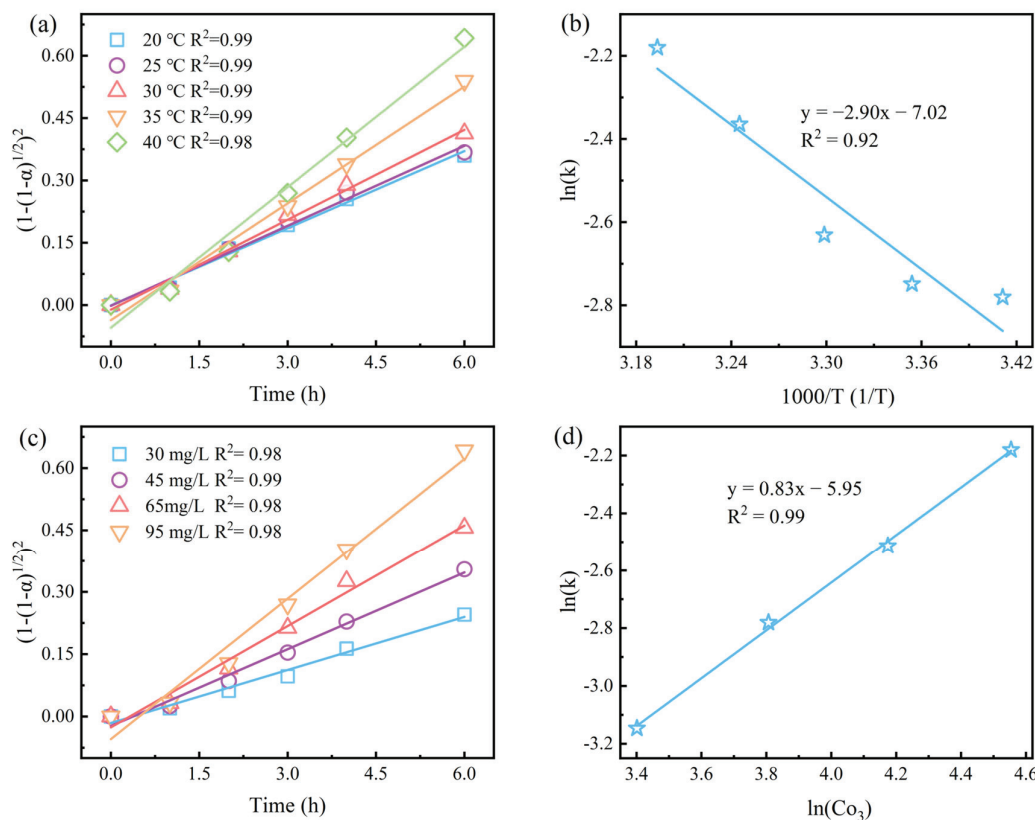 (a)
20 °C R²=0.99
25 °C R²=0.99
30 °C R²=0.99
35 °C R²=0.99
40 °C R²=0.98
0.60
0.45
0.30
0.15
0.00
(1-(1-α)^1/2)²
0.0 1.5 3.0 4.5 6.0
Time (h)
(b)
y = −2.90x − 7.02
R² = 0.92
-2.2
-2.4
-2.6
-2.8
ln(k)
3.18 3.24 3.30 3.36 3.42
1000/T (1/T)
(c)
30 mg/L R²= 0.98
45 mg/L R²= 0.99
65mg/L R²= 0.98
95 mg/L R²= 0.98
0.60
0.45
0.30
0.15
0.00
(1-(1-α)^1/2)²
0.0 1.5 3.0 4.5 6.0
Time (h)
(d)
y = 0.83x − 5.95
R² = 0.99
-2.2
-2.4
-2.6
-2.8
-3.0
-3.2
ln(k)
3.4 3.6 3.8 4.0 4.2 4.4 4.6
ln(Co₃)